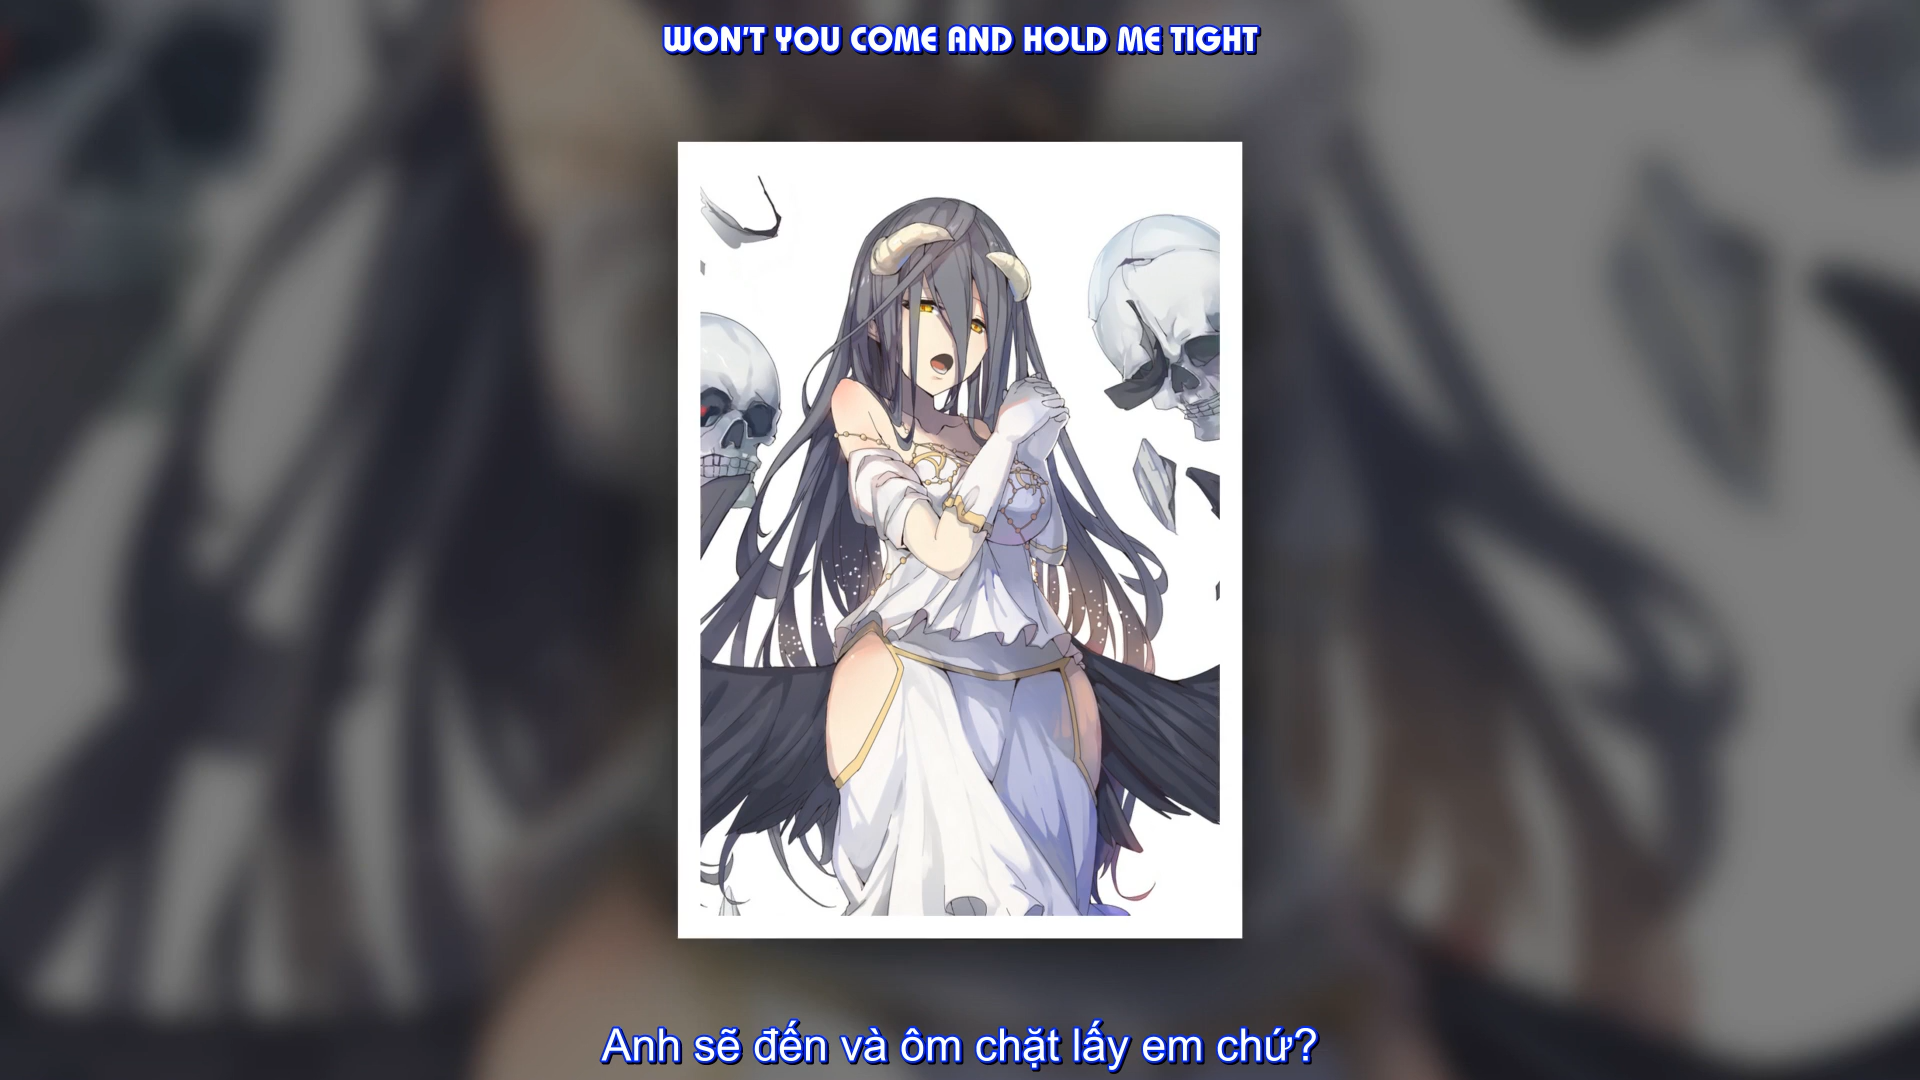 WON'T YOU COME AND HOLD ME TIGHT
Anh sẽ đến và ôm chặt lấy em chứ?